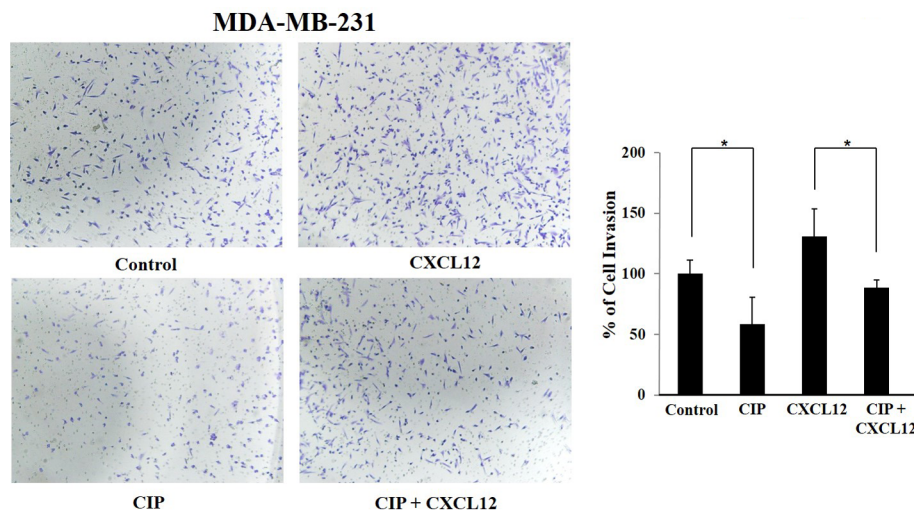 MDA-MB-231
Control
CXCL12
CIP
CIP + CXCL12
% of Cell Invasion
200
150
100
50
0
*
*
Control
CIP
CXCL12
CIP +
CXCL12